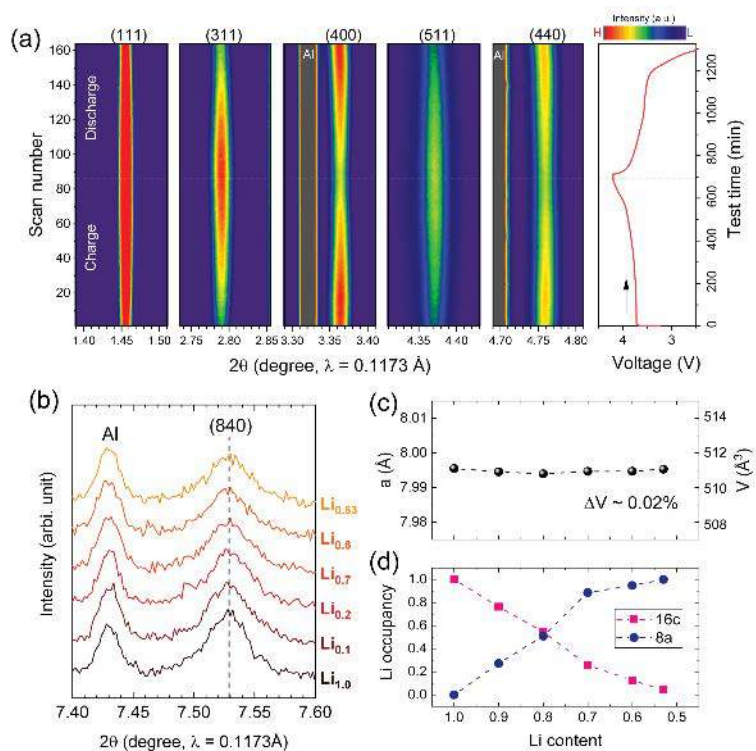 (a)
(111) (311) (400) (511) (440)
Intensity (a.u.)
H L
Al Al
Scan number
Charge Discharge
160
140
120
100
80
60
40
20
1200
1000
800
600
400
200
0
Test time (min)
1.40 1.45 1.50 2.75 2.80 2.85 3.30 3.35 3.40 4.35 4.40 4.43 4.70 4.75 4.80 4 3
2θ (degree, λ = 0.1173 Å) Voltage (V)
(b)
Al (840)
Intensity (arb. unit)
Li0.53
Li0.6
Li0.7
Li0.2
Li0.1
Li1.0
7.40 7.45 7.50 7.55 7.60
2θ (degree, λ = 0.1173Å)
(c)
a (Å)
8.01
8.00
7.99
7.98
514
511
508
V (Å³)
ΔV ~ 0.02%
(d)
Li occupancy
1.0
0.8
0.6
0.4
0.2
0.0
16c
8a
1.0 0.9 0.8 0.7 0.6 0.5
Li content